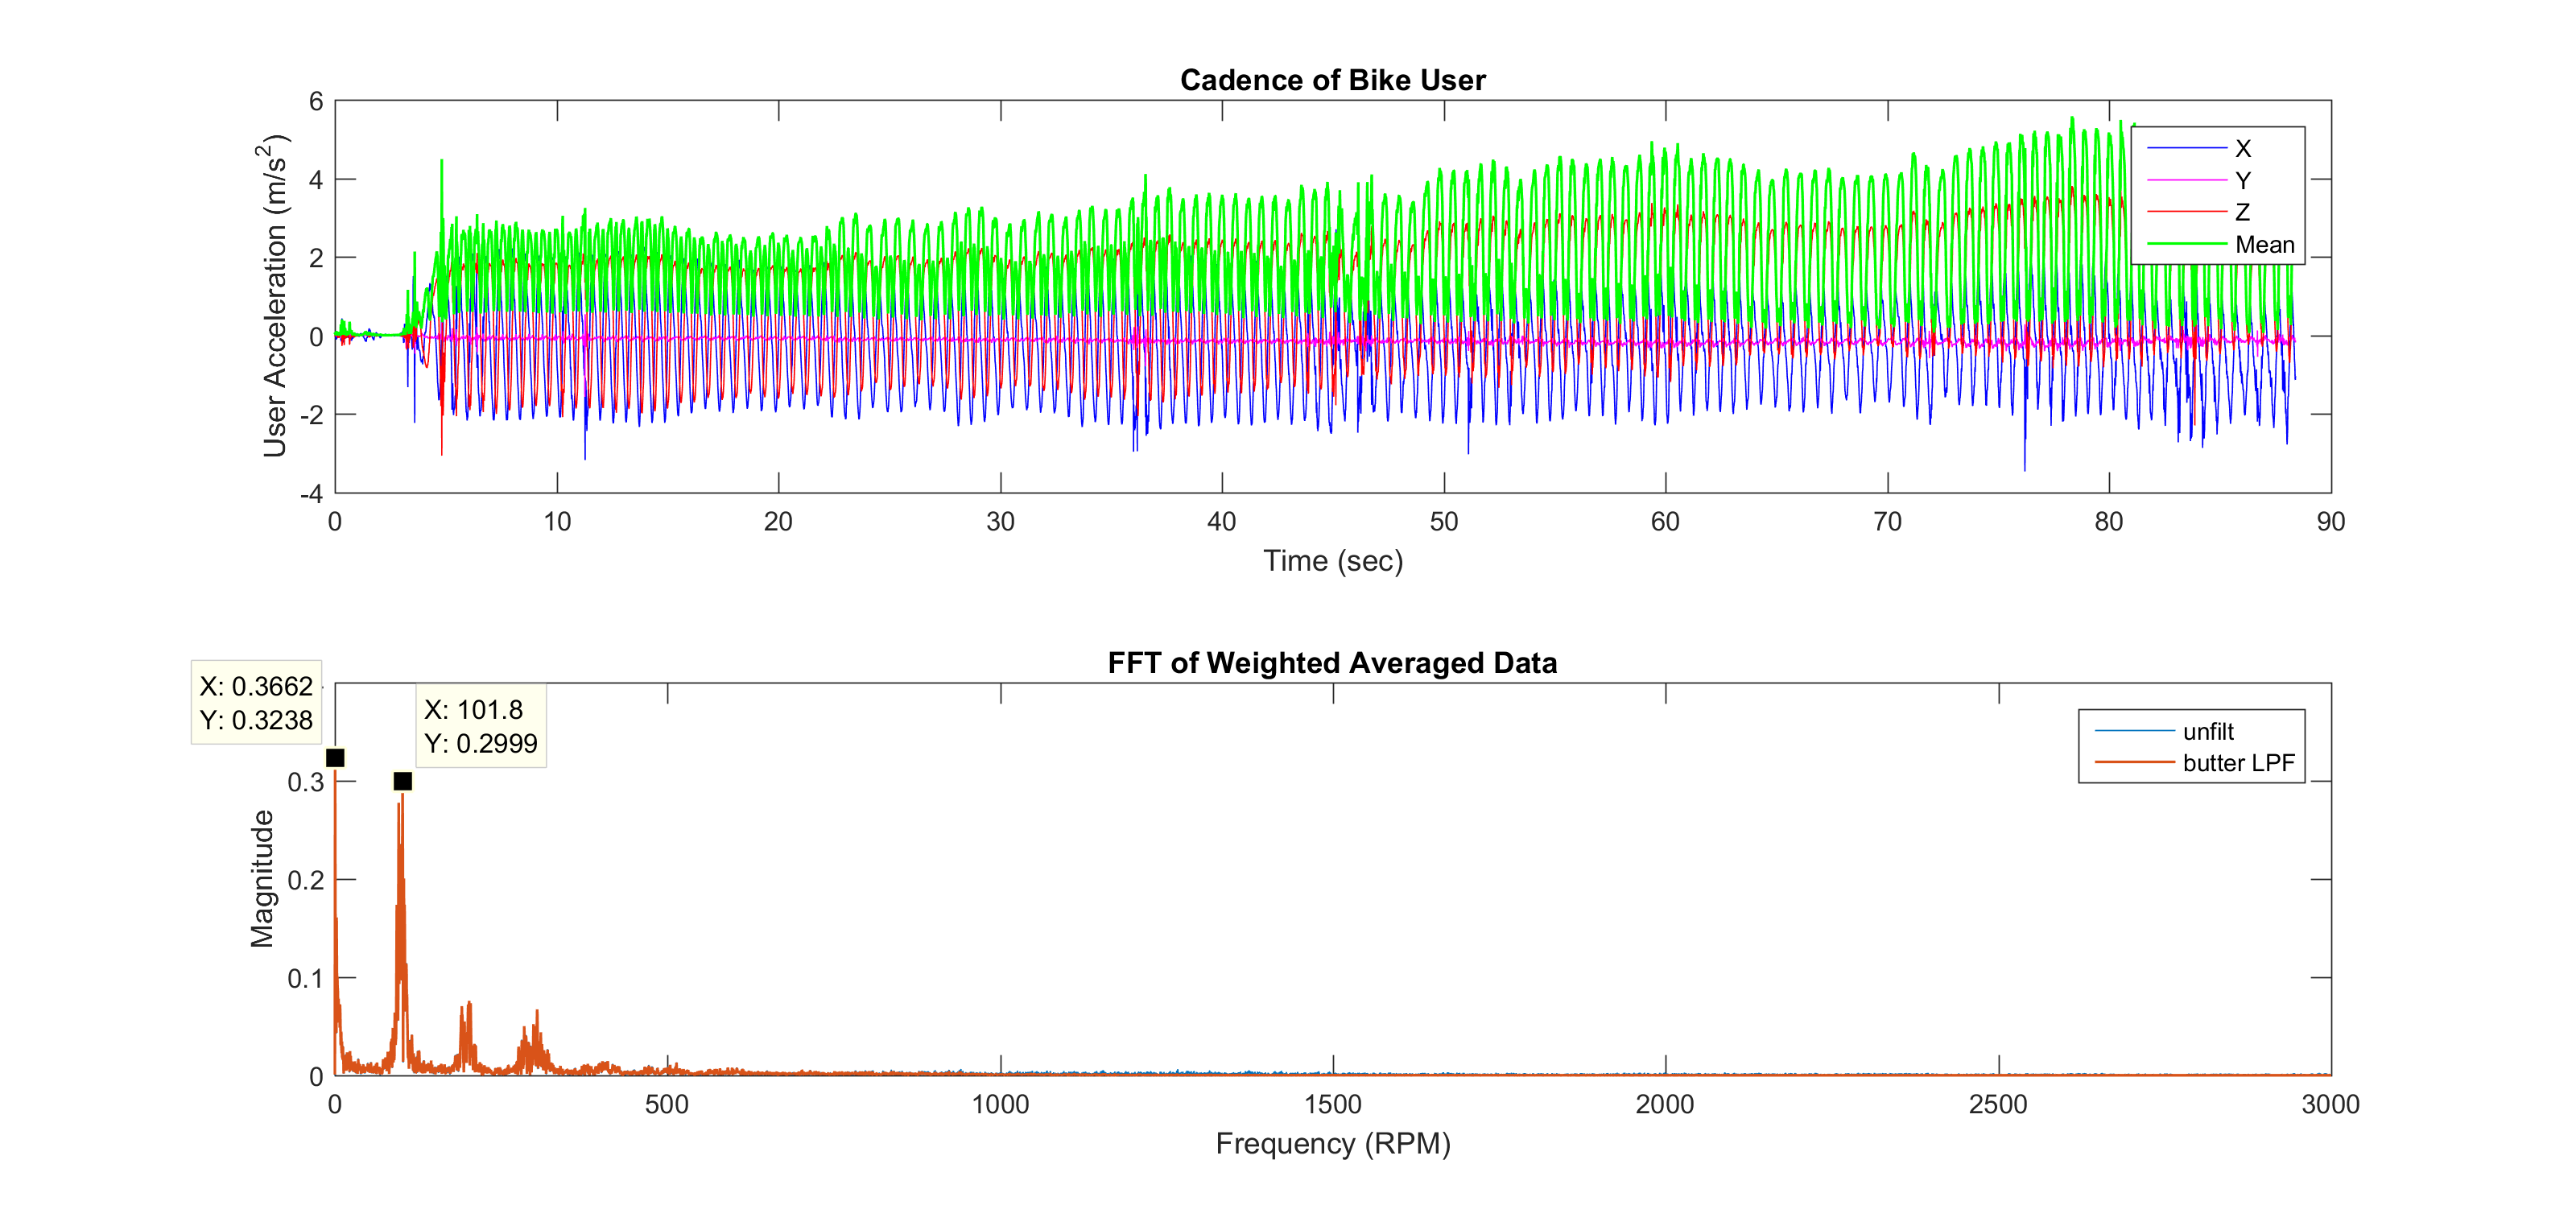 Cadence of Bike User
6
4
2
0
-2
-4
User Acceleration (m/s²)
X
Y
Z
Mean
0 10 20 30 40 50 60 70 80 90
Time (sec)
FFT of Weighted Averaged Data
X: 0.3662
Y: 0.3238
X: 101.8
Y: 0.2999
unfilt
butter LPF
0.3
0.2
0.1
0
Magnitude
0 500 1000 1500 2000 2500 3000
Frequency (RPM)